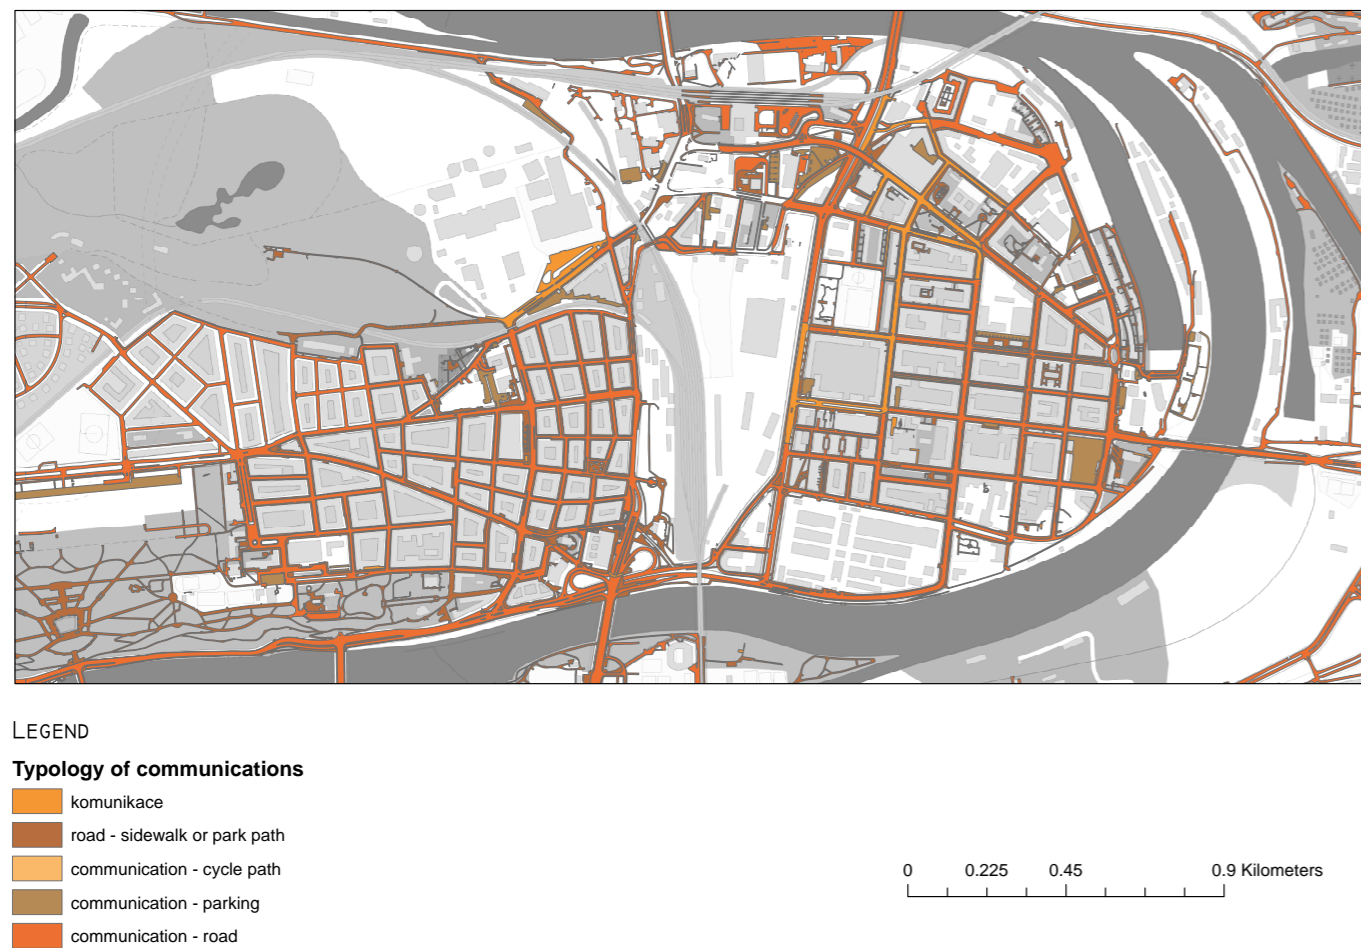 LEGEND
Typology of communications
komunikace
road - sidewalk or park path
communication - cycle path
communication - parking
communication - road
0 0.225 0.45 0.9 Kilometers